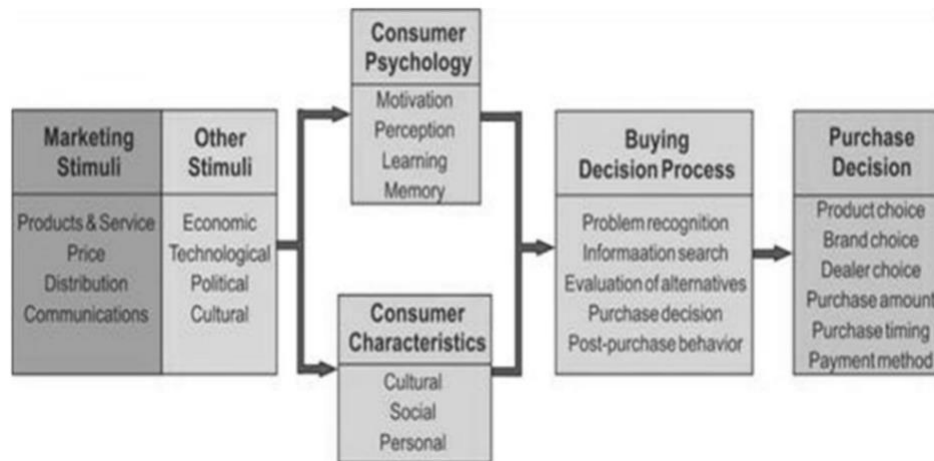 Marketing
Stimuli
Products & Service
Price
Distribution
Communications
Other
Stimuli
Economic
Technological
Political
Cultural
Consumer
Psychology
Motivation
Perception
Learning
Memory
Consumer
Characteristics
Cultural
Social
Personal
Buying
Decision Process
Problem recognition
Informaation search
Evaluation of alternatives
Purchase decision
Post-purchase behavior
Purchase
Decision
Product choice
Brand choice
Dealer choice
Purchase amount
Purchase timing
Payment method